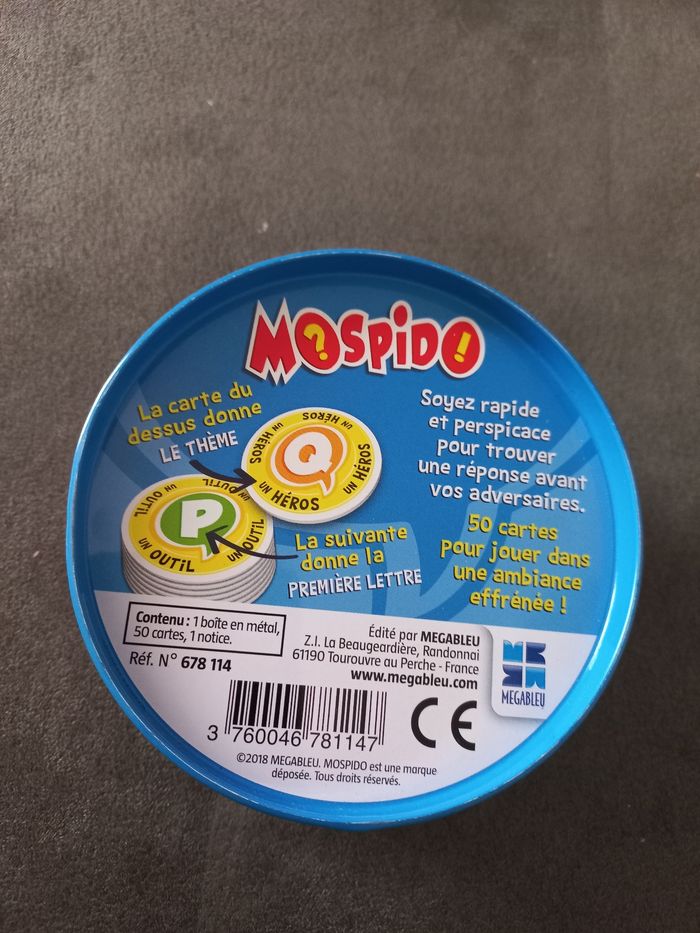 MOSPIDO
La carte du
dessus donne
LE THÈME
UN HÉROS
UN HÉROS
UN HÉROS
UN HÉROS
Q
UN OUTIL
UN OUTIL
UN OUTIL
UN OUTIL
P
La suivante
donne la
PREMIÈRE LETTRE
Soyez rapide
et perspicace
pour trouver
une réponse avant
vos adversaires.
50 cartes
pour jouer dans
une ambiance
effrénée !
Contenu : 1 boîte en métal,
50 cartes, 1 notice.
Réf. N° 678 114
Édité par MEGABLEU
Z.I. La Beaugeardière, Randonnai
61190 Tourouvre au Perche - France
www.megableu.com
MEGABLEU
3 760046 781147
CE
©2018 MEGABLEU. MOSPIDO est une marque
déposée. Tous droits réservés.